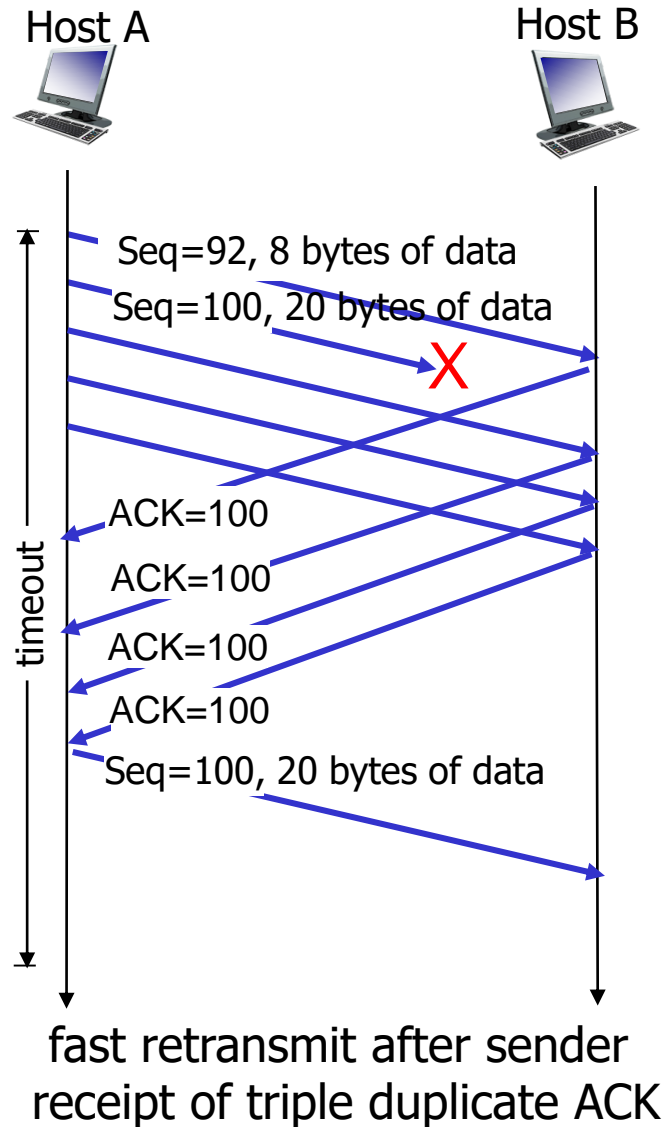 Host A
Host B
Seq=92, 8 bytes of data
Seq=100, 20 bytes of data
X
ACK=100
timeout
ACK=100
ACK=100
ACK=100
Seq=100, 20 bytes of data
fast retransmit after sender
receipt of triple duplicate ACK